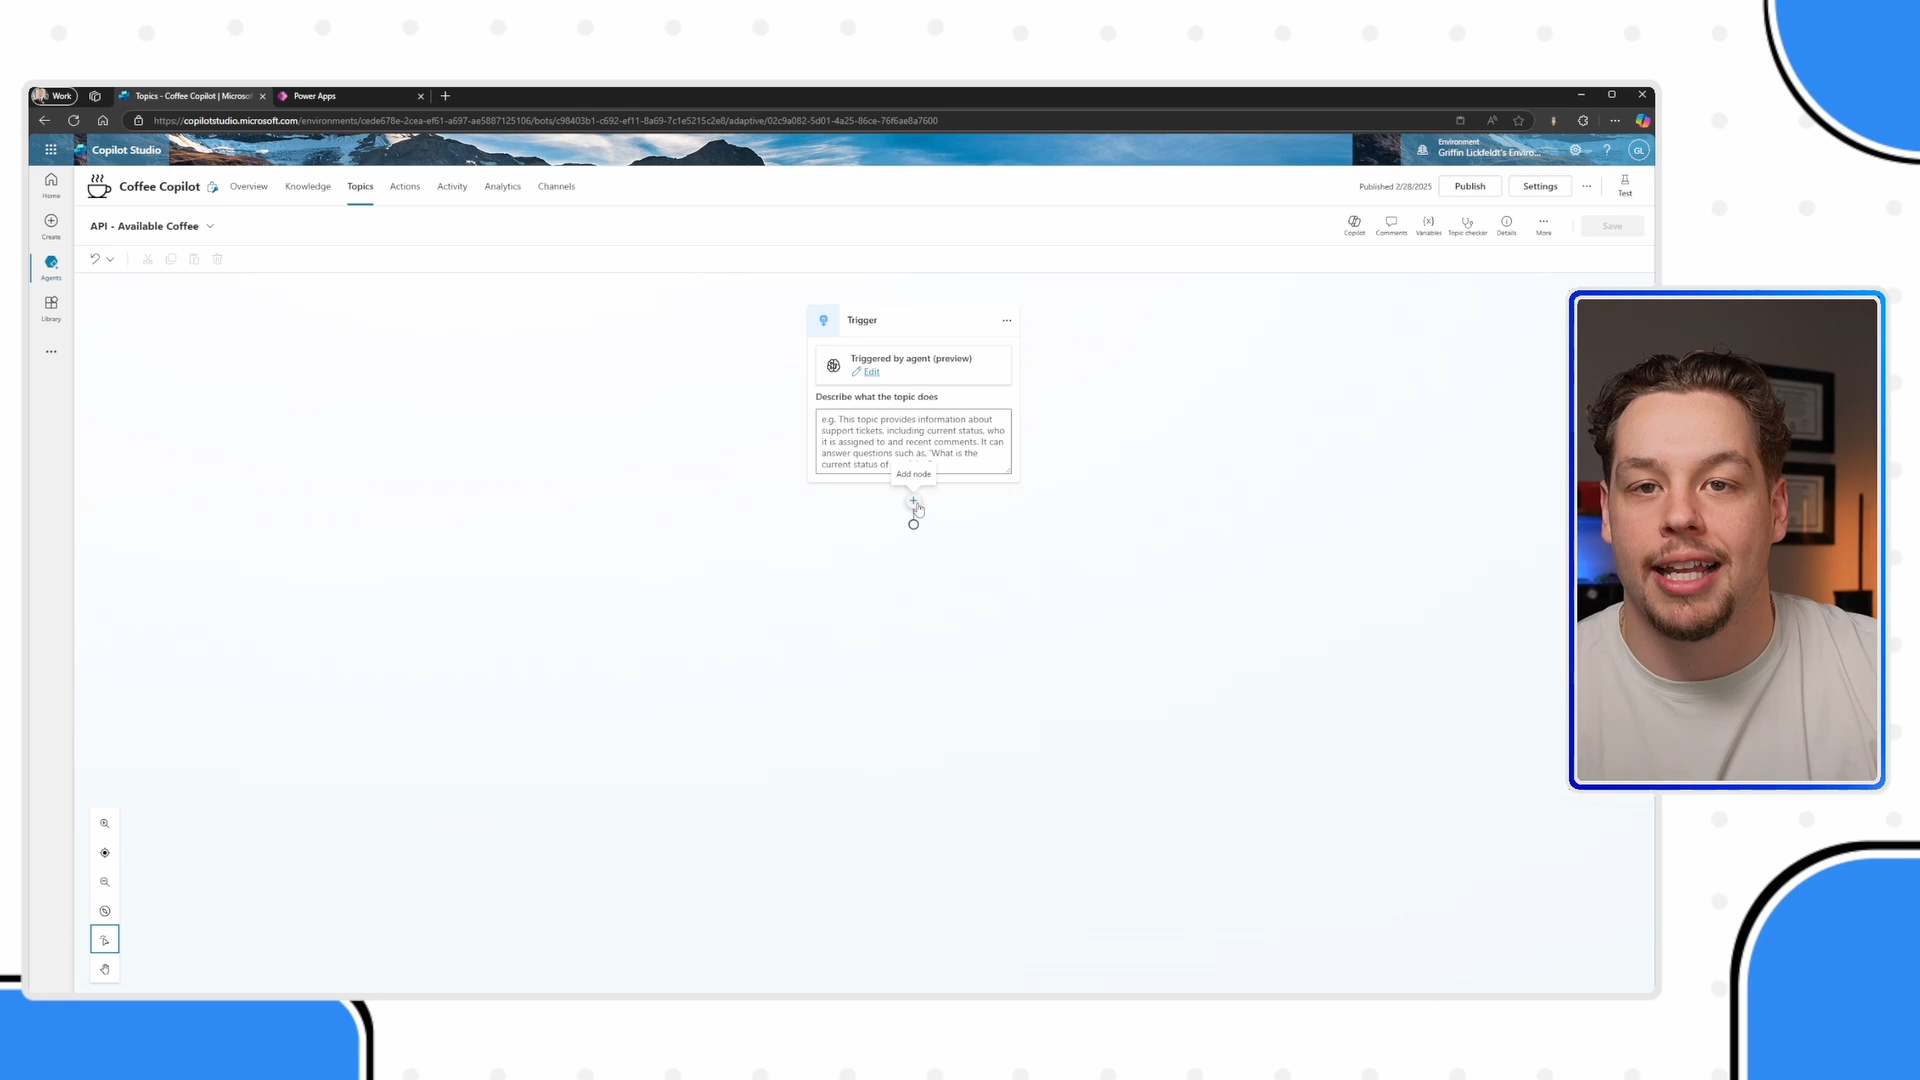 Work
Topics - Coffee Copilot | Microsof
Power Apps
https://copilotstudio.microsoft.com/environments/cede678e-2cea-ef61-a697-ae5887125106/bots/c98403b1-c692-ef11-8a69-7c1e5215c2e8/adaptive/02c9a082-5d01-4a25-86ce-76f6ae8a7600
Copilot Studio
Environment
Griffin Lickfeldt's Enviro...
GL
Home
Create
Agents
Library
Coffee Copilot
Overview
Knowledge
Topics
Actions
Activity
Analytics
Channels
Published 2/28/2025
Publish
Settings
Test
API - Available Coffee
Copilot
Comments
Variables
Topic checker
Details
More
Save
Trigger
Triggered by agent (preview)
Edit
Describe what the topic does
e.g. This topic provides information about
support tickets, including current status, who
it is assigned to and recent comments. It can
answer questions such as, 'What is the
current status of
Add node